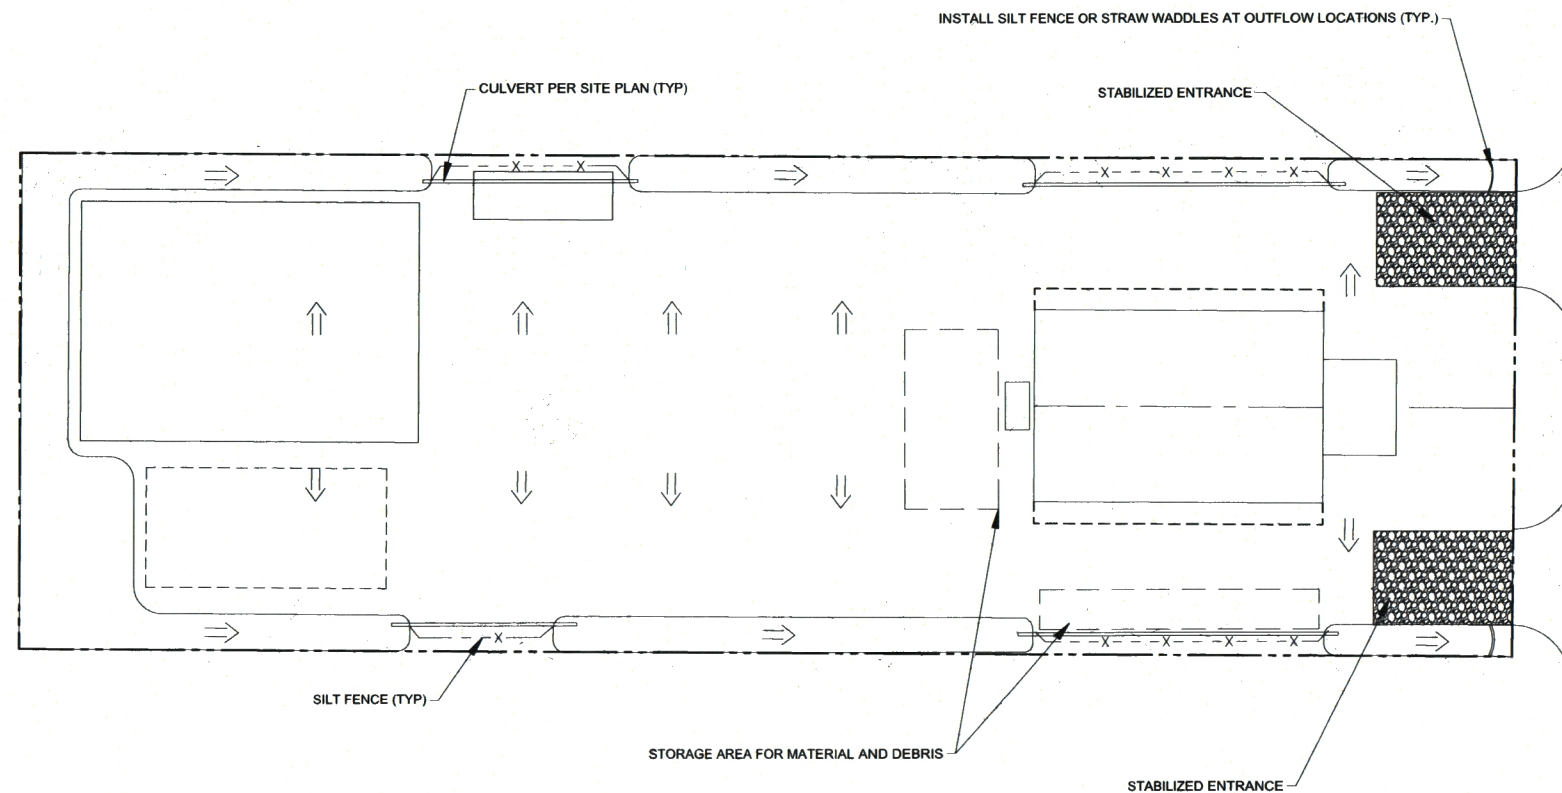 INSTALL SILT FENCE OR STRAW WADDLES AT OUTFLOW LOCATIONS (TYP.)
CULVERT PER SITE PLAN (TYP)
STABILIZED ENTRANCE
X X
X X X X
X
X X X X
SILT FENCE (TYP)
STORAGE AREA FOR MATERIAL AND DEBRIS
STABILIZED ENTRANCE